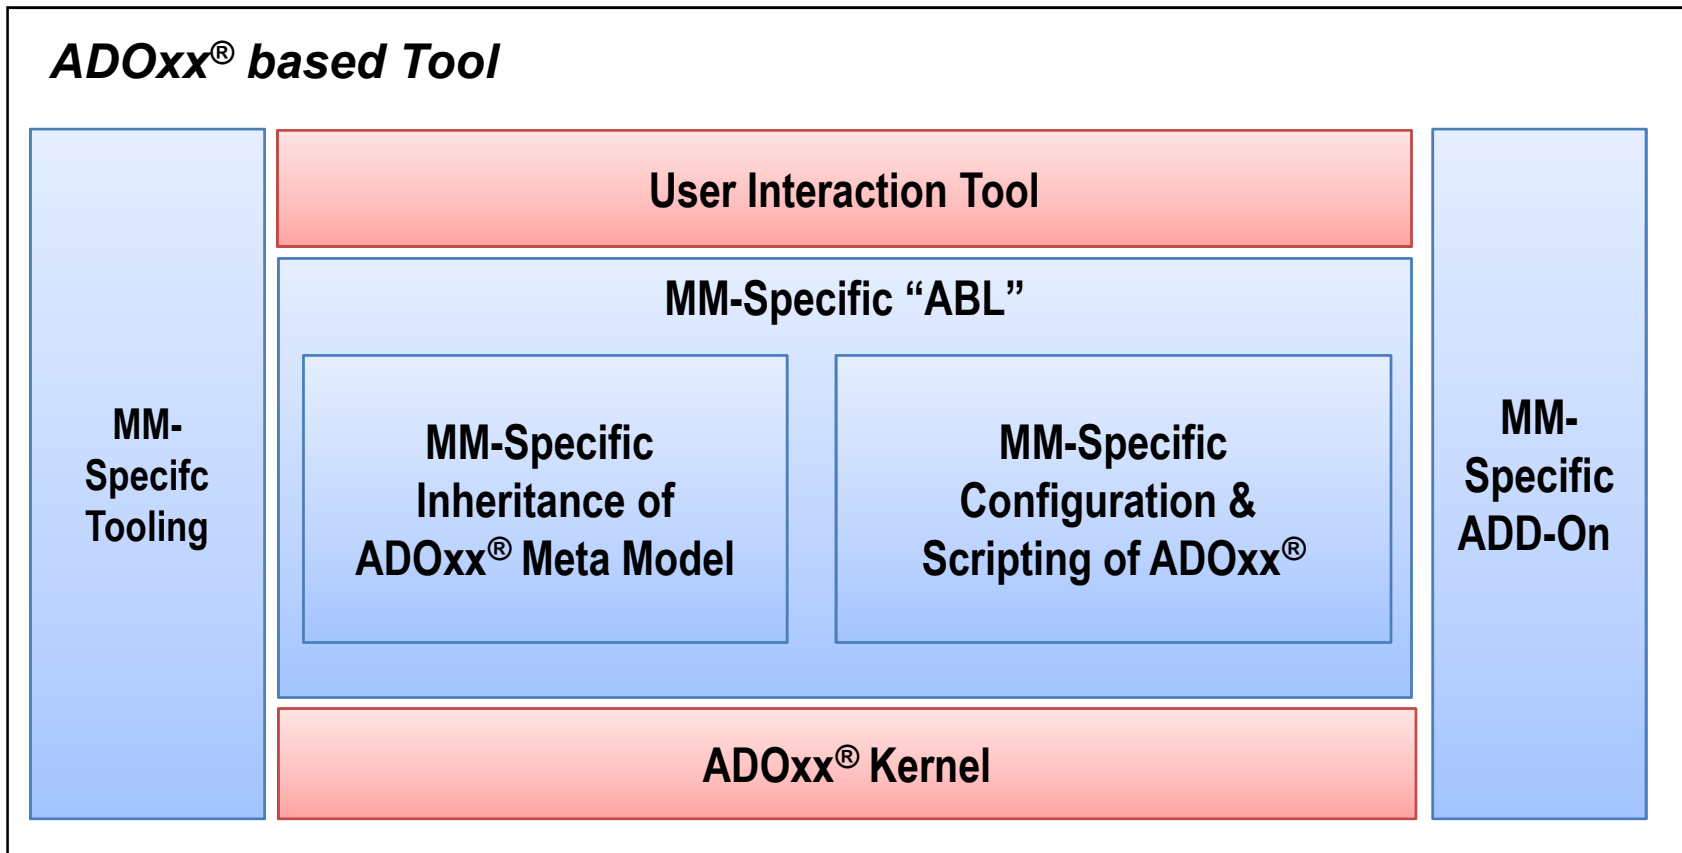 ADOxx® based Tool
User Interaction Tool
MM-Specific “ABL”
MM-
Specifc
Tooling
MM-Specific
Inheritance of
ADOxx® Meta Model
MM-Specific
Configuration &
Scripting of ADOxx®
MM-
Specific
ADD-On
ADOxx® Kernel